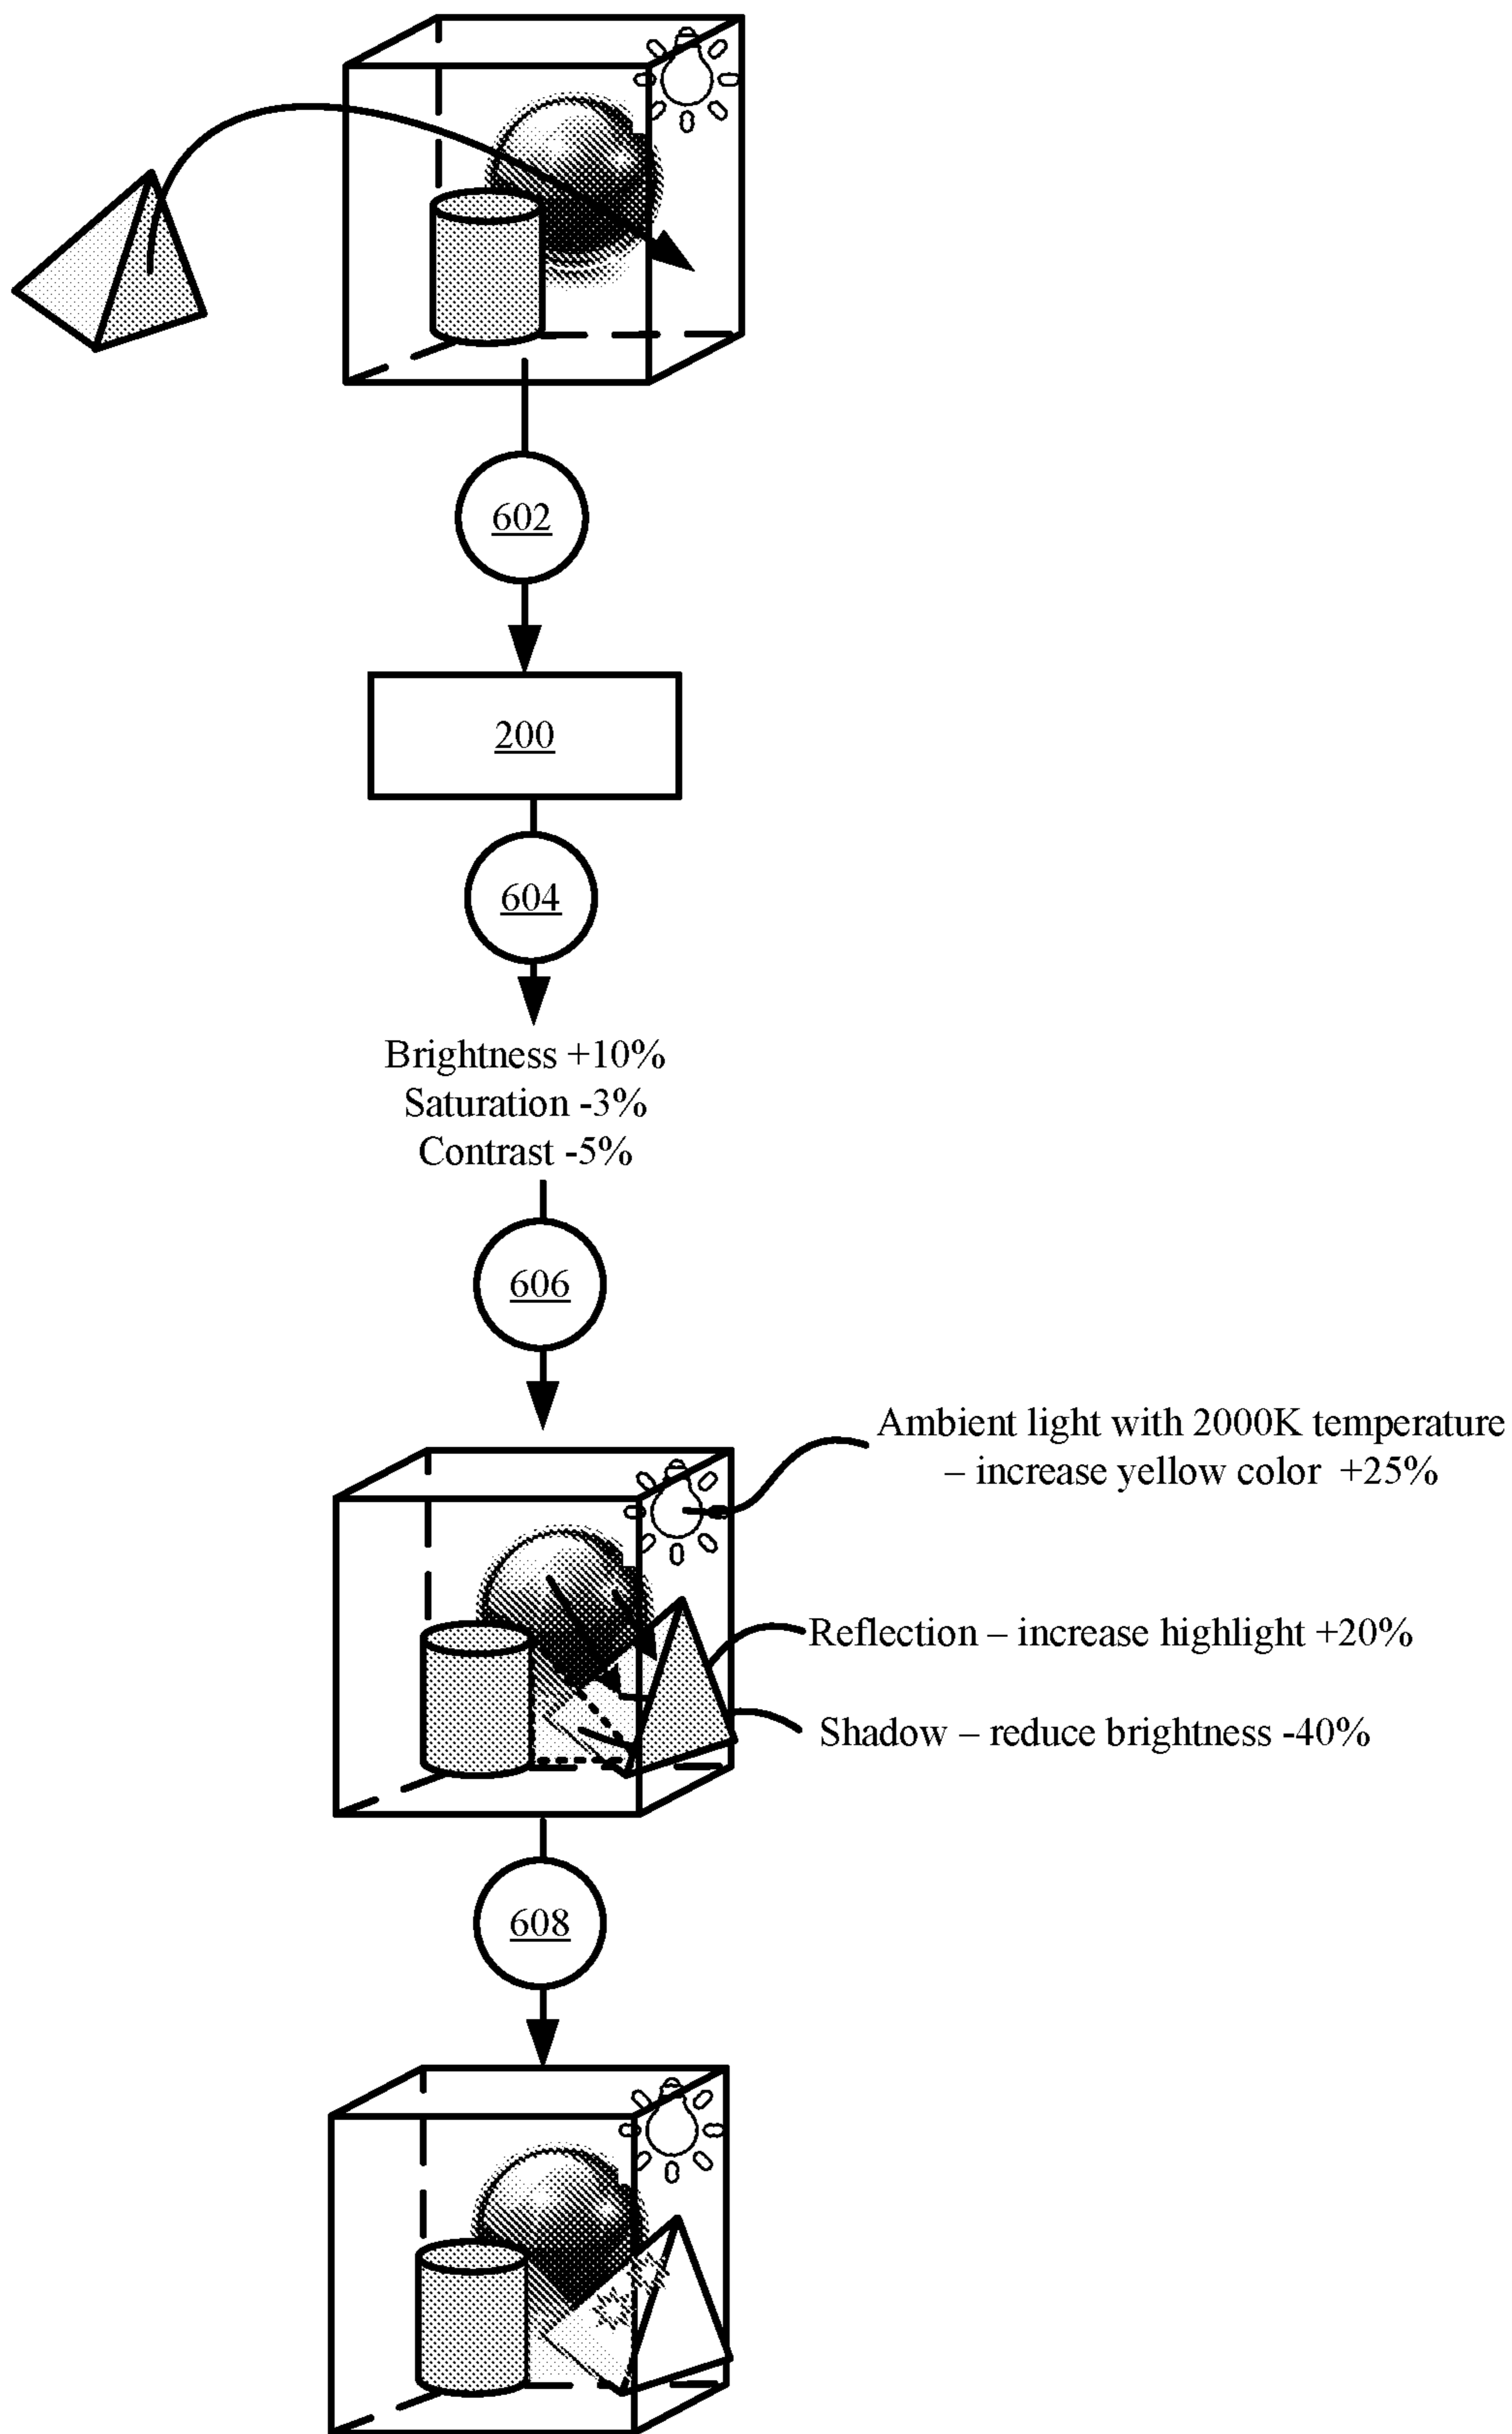 602
200
604
Brightness +10%
Saturation -3%
Contrast -5%
606
Ambient light with 2000K temperature
– increase yellow color +25%
Reflection – increase highlight +20%
Shadow – reduce brightness -40%
608